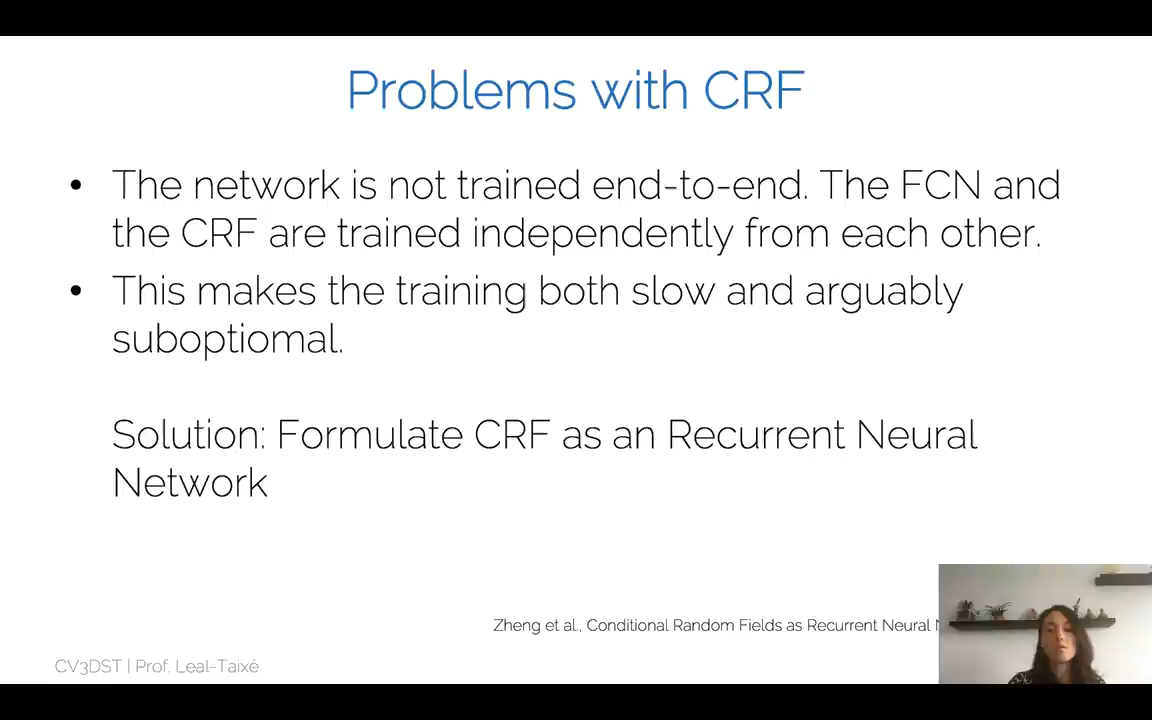 Problems with CRF
• The network is not trained end-to-end. The FCN and
the CRF are trained independently from each other.
• This makes the training both slow and arguably
suboptiomal.
Solution: Formulate CRF as an Recurrent Neural
Network
Zheng et al., Conditional Random Fields as Recurrent Neural
CV3DST | Prof. Leal-Taixé